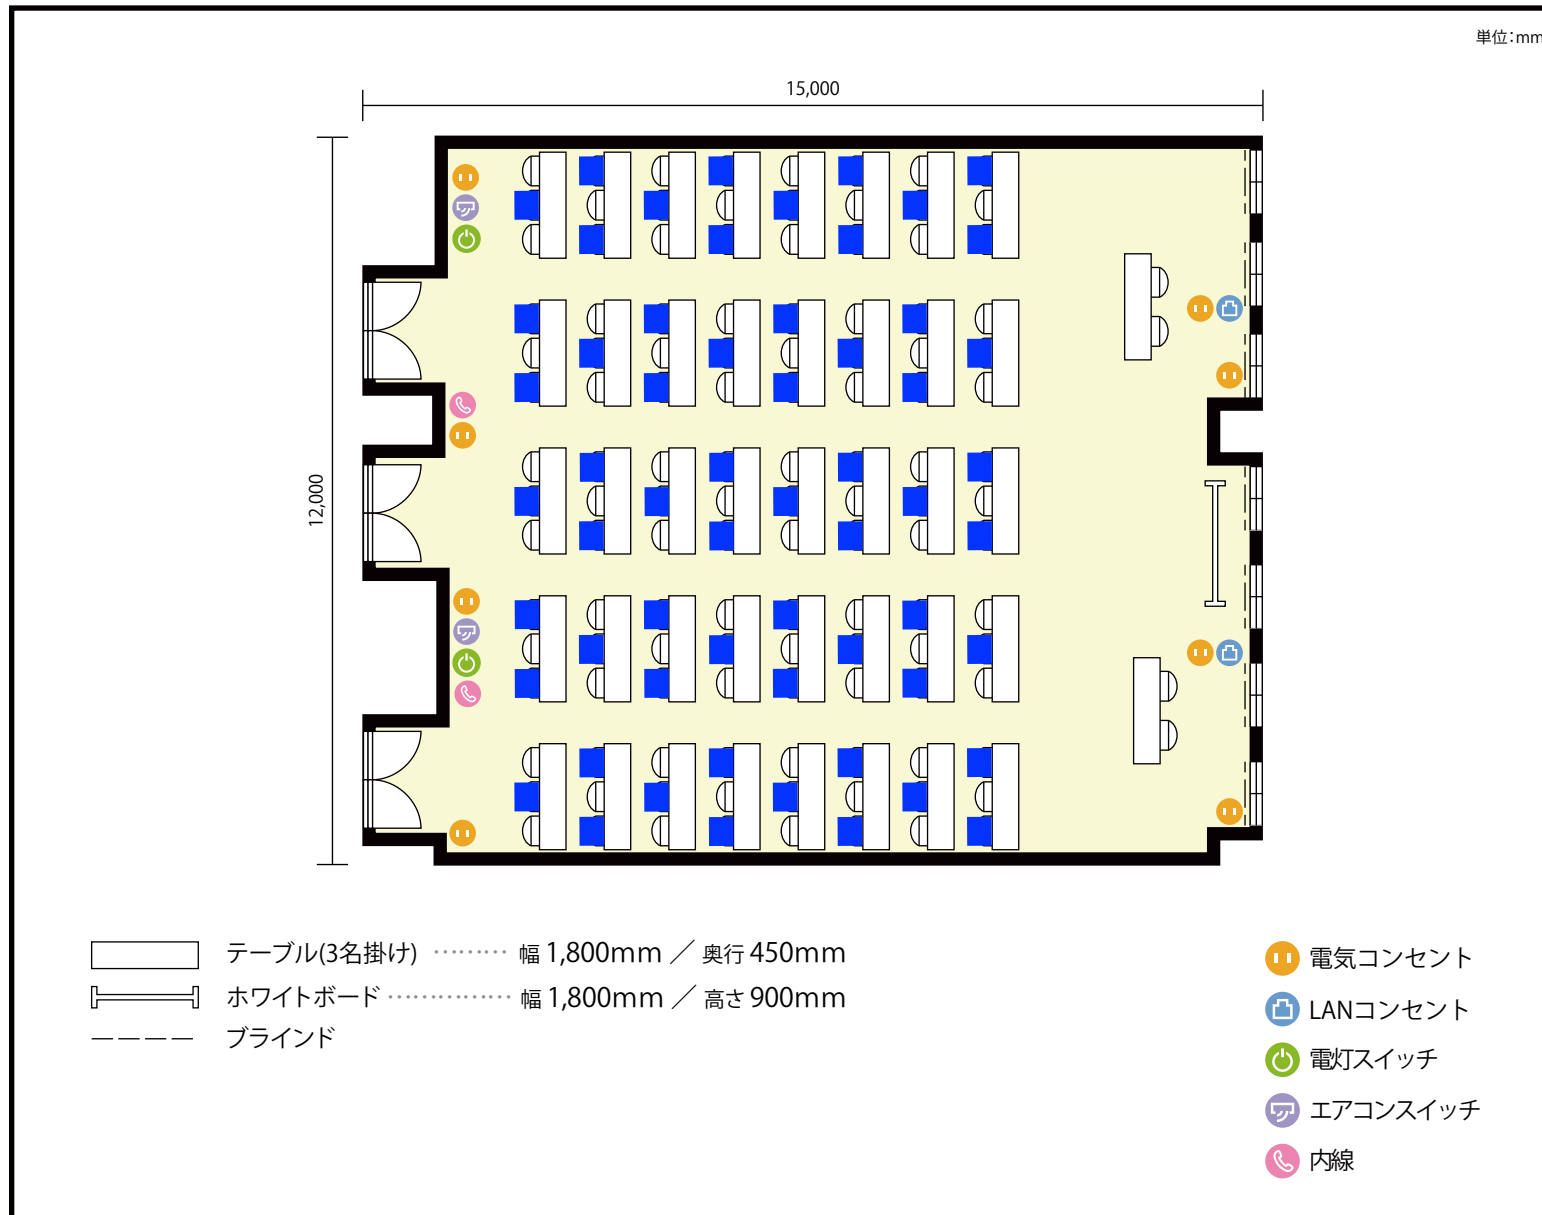 単位:mm
15,000
12,000
テーブル(3名掛け) ……… 幅 1,800mm ／ 奥行 450mm
ホワイトボード …………… 幅 1,800mm ／ 高さ 900mm
ブラインド
電気コンセント
LANコンセント
電灯スイッチ
エアコンスイッチ
内線